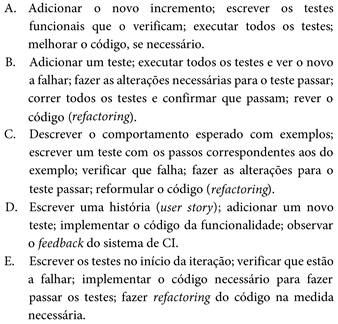 A. Adicionar o novo incremento; escrever os testes
funcionais que o verificam; executar todos os testes;
melhorar o código, se necessário.
B. Adicionar um teste; executar todos os testes e ver o novo
a falhar; fazer as alterações necessárias para o teste passar;
correr todos os testes e confirmar que passam; rever o
código (refactoring).
C. Descrever o comportamento esperado com exemplos;
escrever um teste com os passos correspondentes aos do
exemplo; verificar que falha; fazer as alterações para o
teste passar; reformular o código (refactoring).
D. Escrever uma história (user story); adicionar um novo
teste; implementar o código da funcionalidade; observar
o feedback do sistema de CI.
E. Escrever os testes no início da iteração; verificar que estão
a falhar; implementar o código necessário para fazer
passar os testes; fazer refactoring do código na medida
necessária.